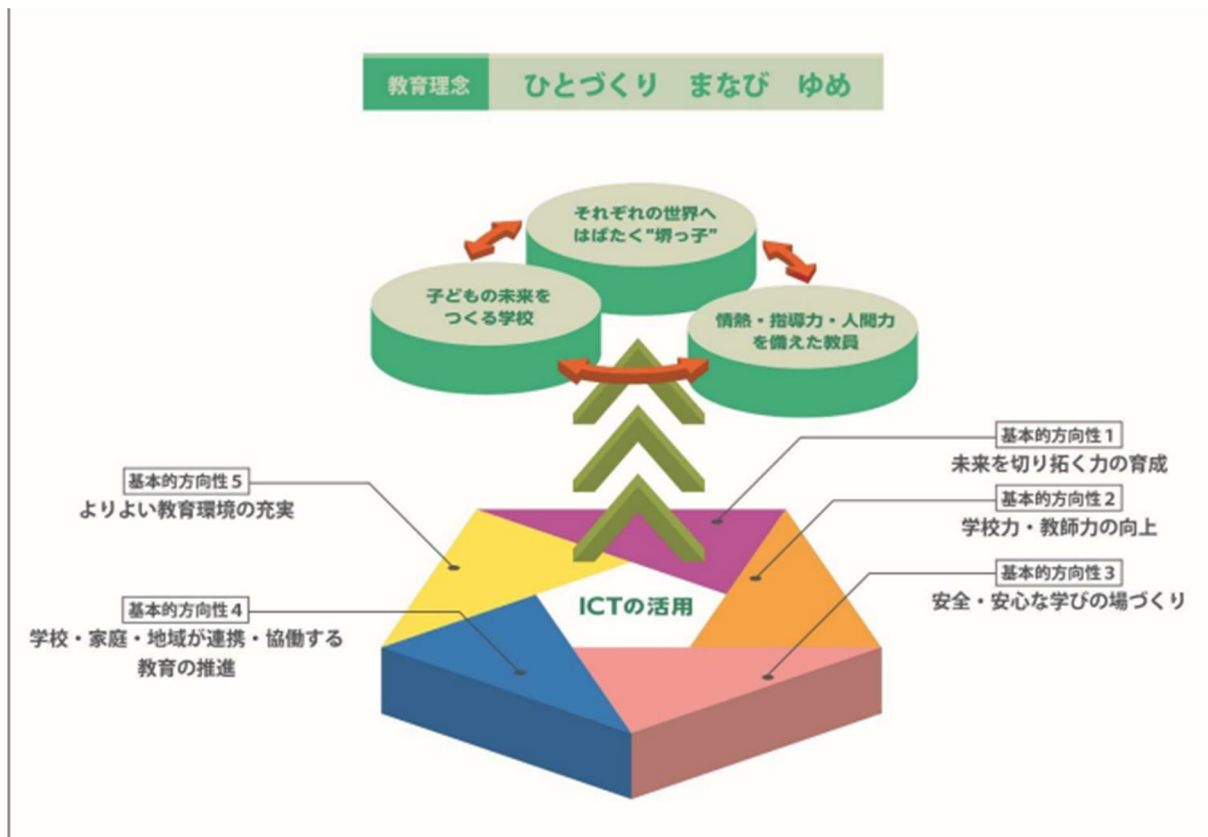 教育理念 ひとづくり まなび ゆめ
それぞれの世界へ
はばたく“堺っ子”
子どもの未来を
つくる学校
情熱・指導力・人間力
を備えた教員
基本的方向性1
未来を切り拓く力の育成
基本的方向性2
学校力・教師力の向上
基本的方向性3
安全・安心な学びの場づくり
基本的方向性5
よりよい教育環境の充実
基本的方向性4
学校・家庭・地域が連携・協働する
教育の推進
ICTの活用